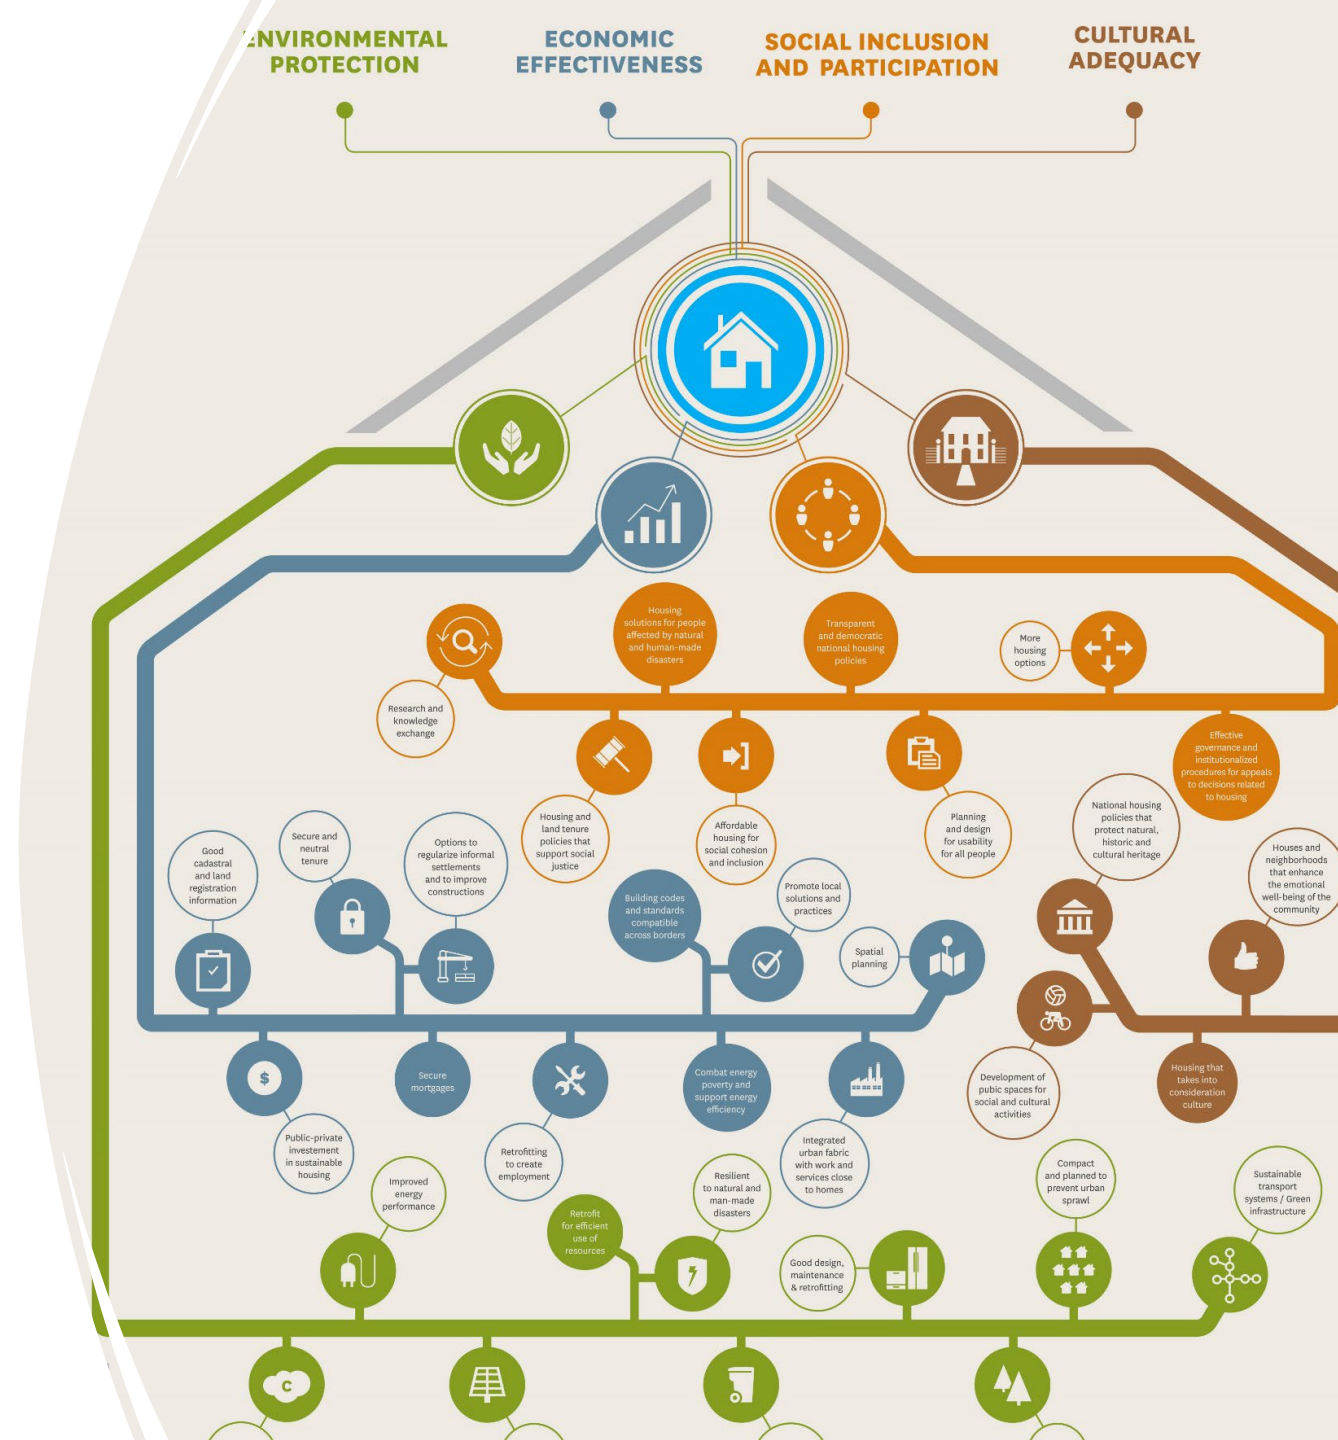 ENVIRONMENTAL
PROTECTION
ECONOMIC
EFFECTIVENESS
SOCIAL INCLUSION
AND PARTICIPATION
CULTURAL
ADEQUACY
Housing
solutions for people
affected by natural
and human-made
disasters
Transparent
and democratic
national housing
policies
More
housing
options
Research and
knowledge
exchange
Effective
governance and
institutionalized
procedures for appeals
to decisions related
to housing
Housing and
land tenure
policies that
support social
justice
Affordable
housing for
social cohesion
and inclusion
Planning
and design
for usability
for all people
National housing
policies that
protect natural,
historic and
cultural heritage
Houses and
neighborhoods
that enhance
the emotional
well-being of the
community
Good
cadastral
and land
registration
information
Secure and
neutral
tenure
Options to
regularize informal
settlements
and to improve
constructions
Building codes
and standards
compatible
across borders
Promote local
solutions and
practices
Spatial
planning
$
Secure
mortgages
Combat energy
poverty and
support energy
efficiency
Development of
pubic spaces for
social and cultural
activities
Housing that
takes into
consideration
culture
Public-private
investement
in sustainable
housing
Retrofitting
to create
employment
Integrated
urban fabric
with work and
services close
to homes
Improved
energy
performance
Retrofit
for efficient
use of
resources
Resilient
to natural and
man-made
disasters
Good design,
maintenance
& retrofitting
Compact
and planned to
prevent urban
sprawl
Sustainable
transport
systems / Green
infrastructure
C